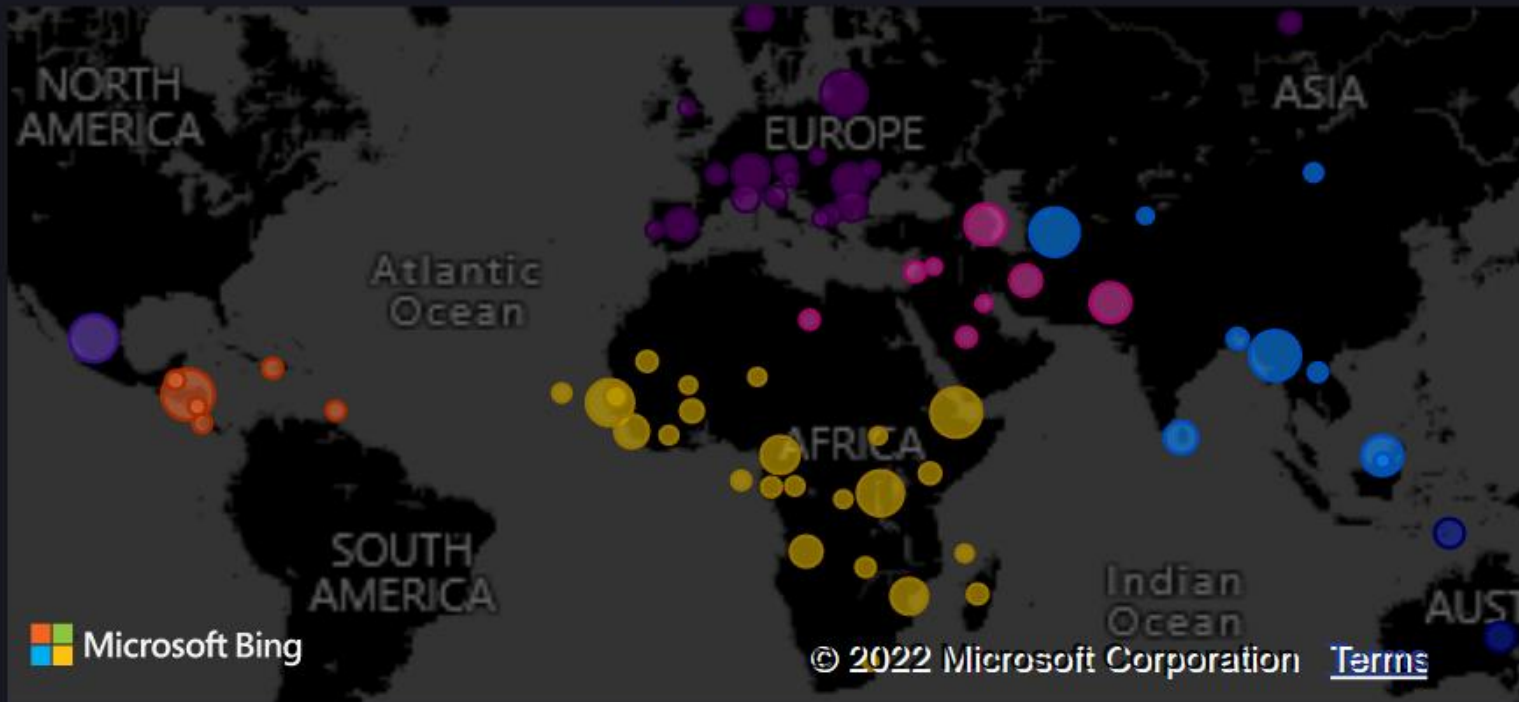 NORTH
AMERICA
ASIA
EUROPE
Atlantic
Ocean
AFRICA
SOUTH
AMERICA
Indian
Ocean
AUST
Microsoft Bing
© 2022 Microsoft Corporation Terms